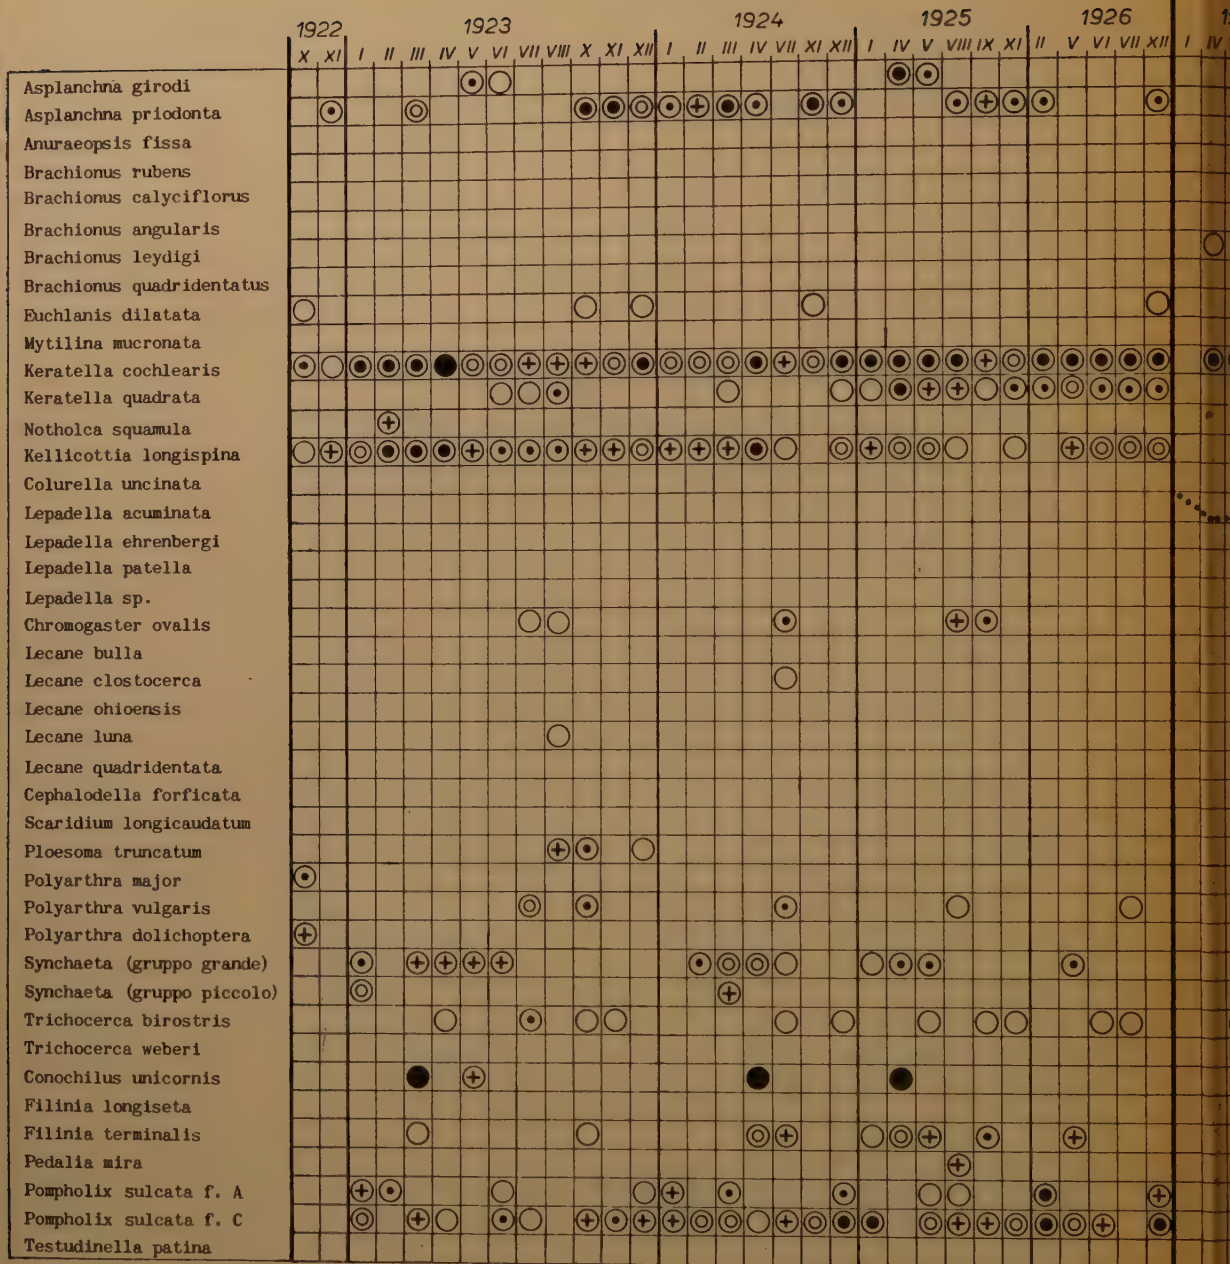 1922 1923 1924 1925 1926
X XI I II III IV V VI VII VIII X XI XII I II III IV VII XI XII I IV V VIII IX XI II V VI VII XII I IV
Asplanchna girodi
Asplanchna priodonta
Anuraeopsis fissa
Brachionus rubens
Brachionus calyciflorus
Brachionus angularis
Brachionus leydigi
Brachionus quadridentatus
Euchlanis dilatata
Mytilina mucronata
Keratella cochlearis
Keratella quadrata
Notholca squamula
Kellicottia longispina
Colurella uncinata
Lepadella acuminata
Lepadella ehrenbergi
Lepadella patella
Lepadella sp.
Chromogaster ovalis
Lecane bulla
Lecane clostocerca
Lecane ohioensis
Lecane luna
Lecane quadridentata
Cephalodella forficata
Scaridium longicaudatum
Ploesoma truncatum
Polyarthra major
Polyarthra vulgaris
Polyarthra dolichoptera
Synchaeta (gruppo grande)
Synchaeta (gruppo piccolo)
Trichocerca birostris
Trichocerca weberi
Conochilus unicornis
Filinia longiseta
Filinia terminalis
Pedalia mira
Pompholix sulcata f. A
Pompholix sulcata f. C
Testudinella patina